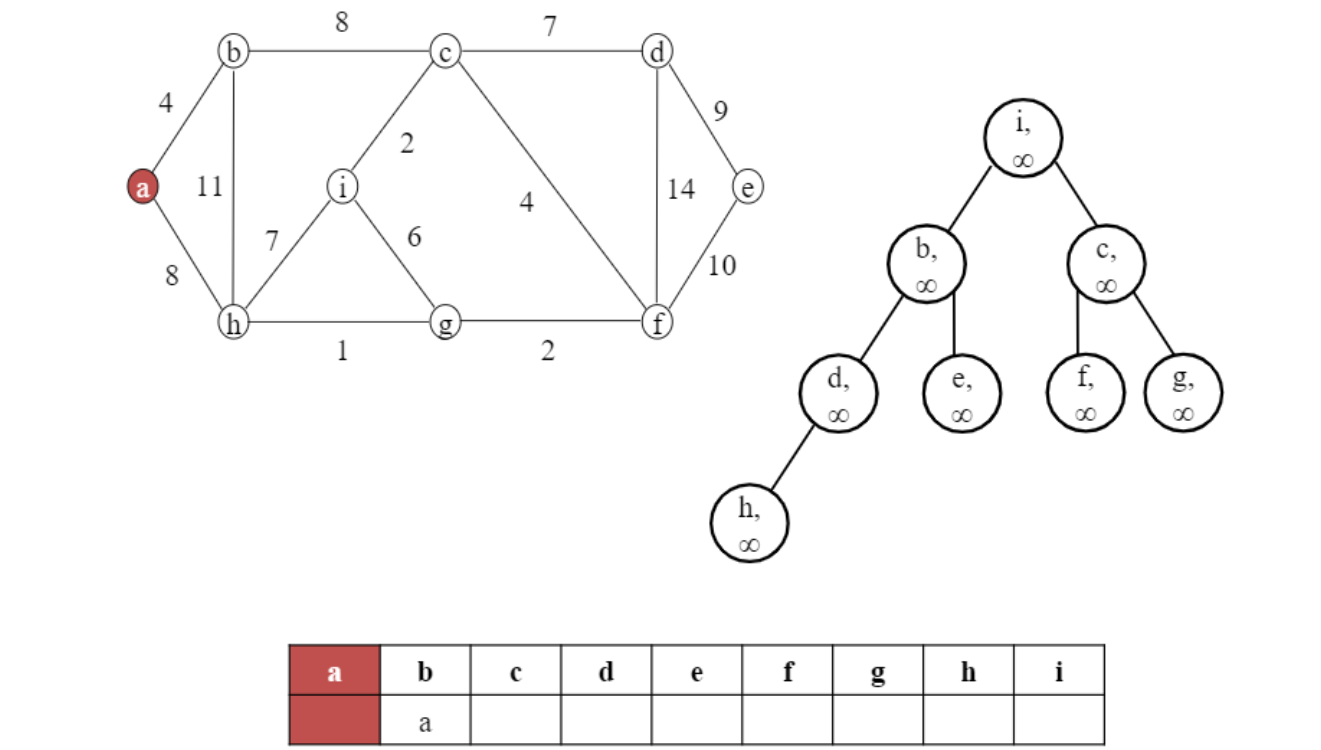 8
7
b
c
d
4
9
i,
∞
2
a
11
i
14
e
4
7
6
b,
∞
c,
∞
8
10
h
g
f
1
2
d,
∞
e,
∞
f,
∞
g,
∞
h,
∞
a b c d e f g h i
a